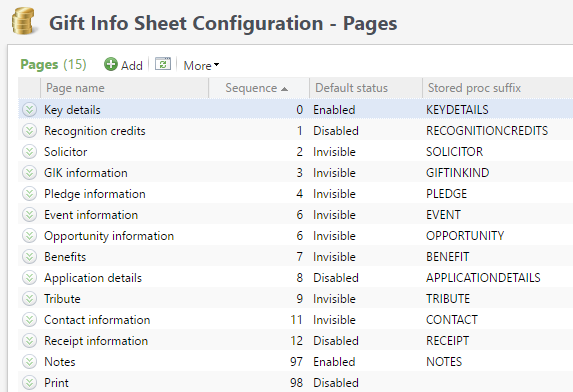 Gift Info Sheet Configuration - Pages
Pages (15) Add More
Page name Sequence Default status Stored proc suffix
Key details 0 Enabled KEYDETAILS
Recognition credits 1 Disabled RECOGNITIONCREDITS
Solicitor 2 Invisible SOLICITOR
GIK information 3 Invisible GIFTINKIND
Pledge information 4 Invisible PLEDGE
Event information 6 Invisible EVENT
Opportunity information 6 Invisible OPPORTUNITY
Benefits 7 Invisible BENEFIT
Application details 8 Disabled APPLICATIONDETAILS
Tribute 9 Invisible TRIBUTE
Contact information 11 Invisible CONTACT
Receipt information 12 Disabled RECEIPT
Notes 97 Enabled NOTES
Print 98 Disabled